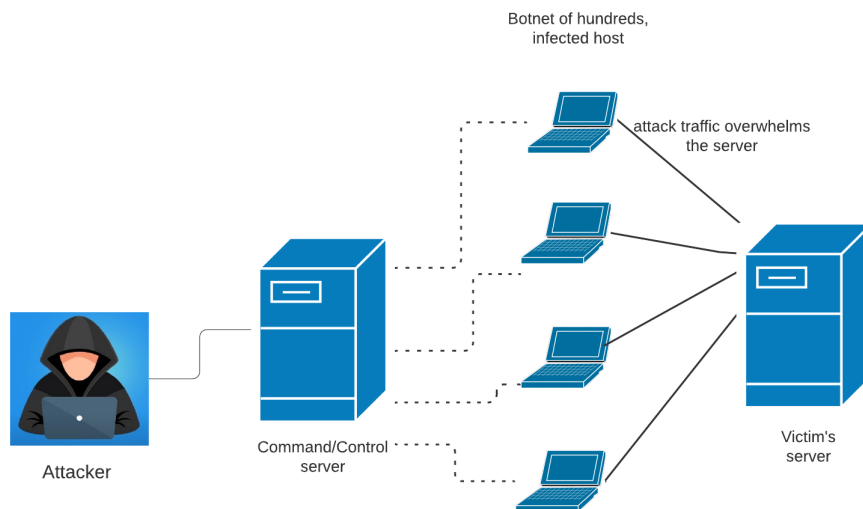 Botnet of hundreds,
infected host
attack traffic overwhelms
the server
Attacker
Command/Control
server
Victim's
server